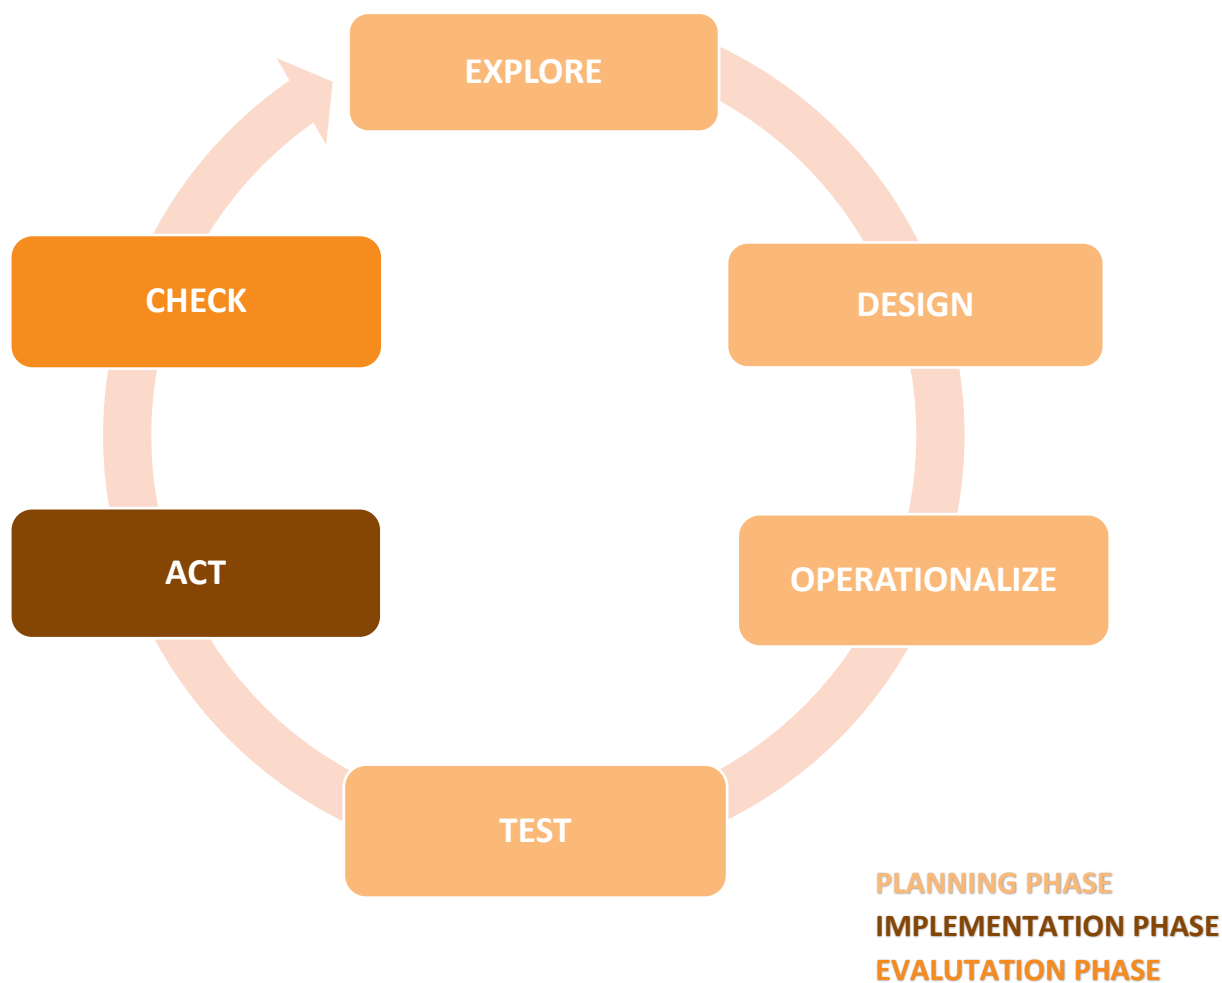 EXPLORE
DESIGN
OPERATIONALIZE
TEST
ACT
CHECK
PLANNING PHASE
IMPLEMENTATION PHASE
EVALUTATION PHASE